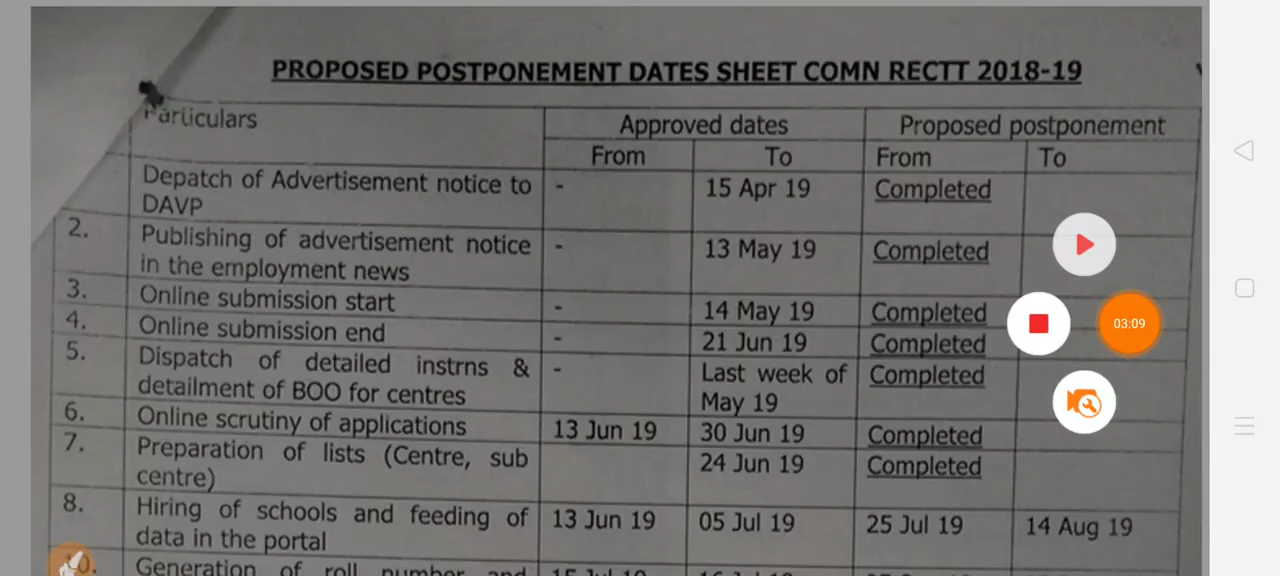 PROPOSED POSTPONEMENT DATES SHEET COMN RECTT 2018-19
Particulars Approved dates Proposed postponement
From To From To
Depatch of Advertisement notice to - 15 Apr 19 Completed
DAVP
2. Publishing of advertisement notice - 13 May 19 Completed
in the employment news
3. Online submission start - 14 May 19 Completed
4. Online submission end - 21 Jun 19 Completed
5. Dispatch of detailed instrns & - Last week of Completed
detailment of BOO for centres May 19
6. Online scrutiny of applications 13 Jun 19 30 Jun 19 Completed
7. Preparation of lists (Centre, sub 24 Jun 19 Completed
centre)
8. Hiring of schools and feeding of 13 Jun 19 05 Jul 19 25 Jul 19 14 Aug 19
data in the portal
Generation of roll number and
03:09